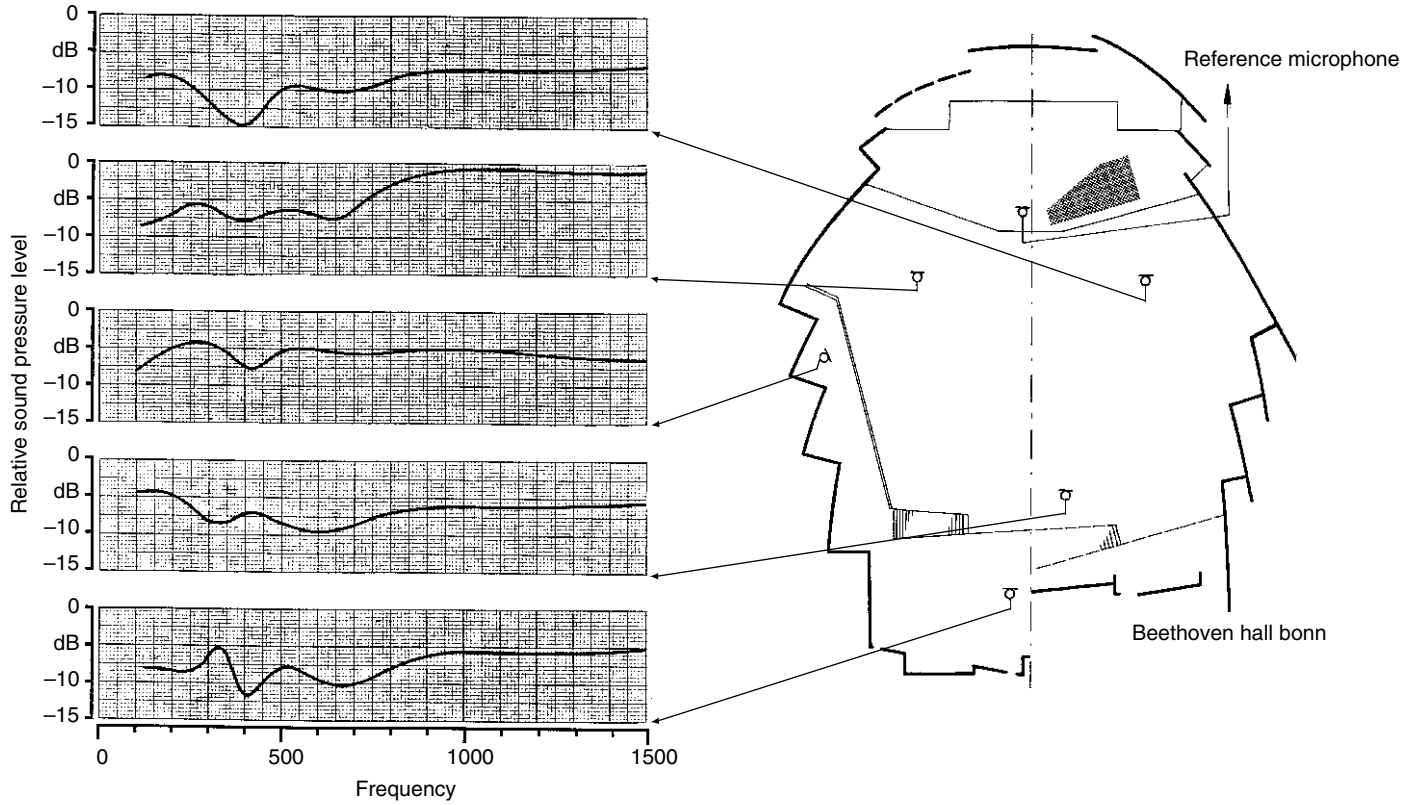 Relative sound pressure level
0
dB
–10
–15
0
dB
–10
–15
0
dB
–10
–15
0
dB
–10
–15
0
dB
–10
–15
0 500 1000 1500
Frequency
Reference microphone
Beethoven hall bonn